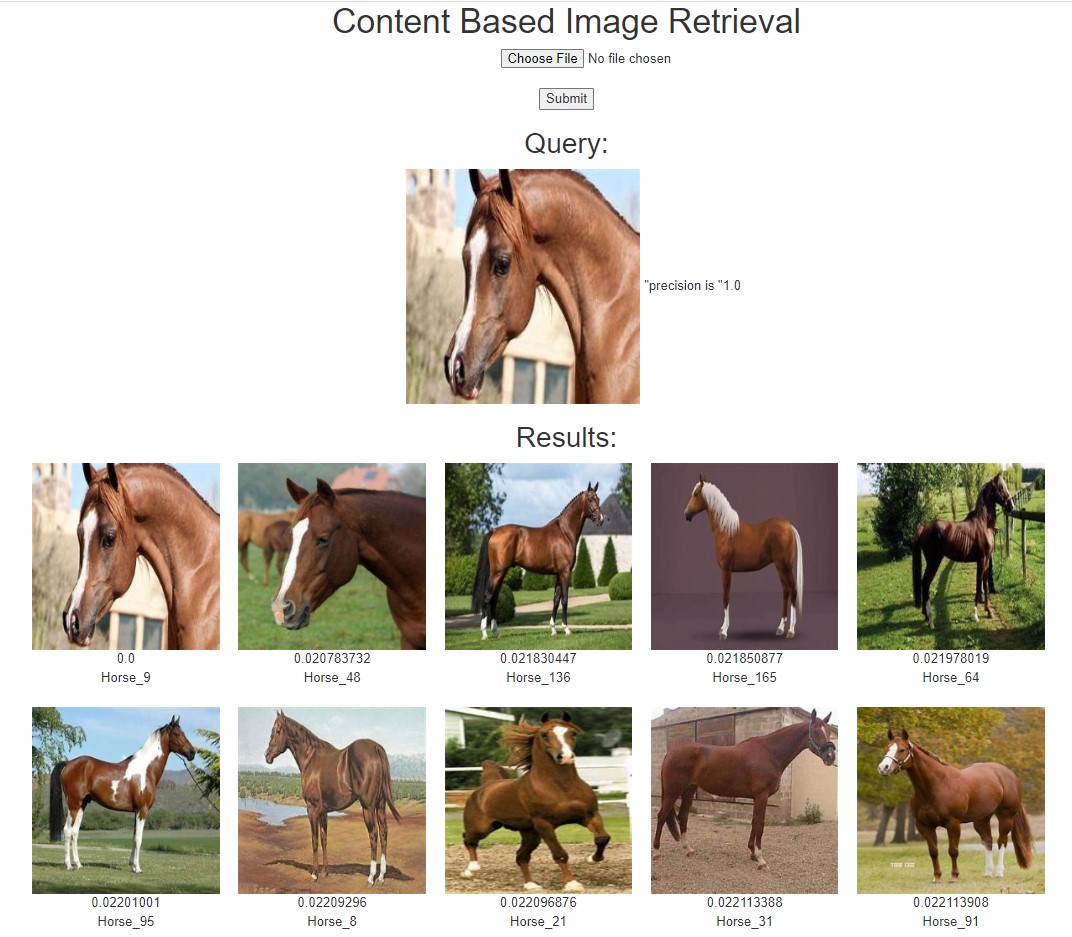 Content Based Image Retrieval
Choose File No file chosen
Submit
Query:
"precision is "1.0
Results:
0.0
Horse_9
0.020783732
Horse_48
0.021830447
Horse_136
0.021850877
Horse_165
0.021978019
Horse_64
0.02201001
Horse_95
0.02209296
Horse_8
0.022096876
Horse_21
0.022113388
Horse_31
0.022113908
Horse_91